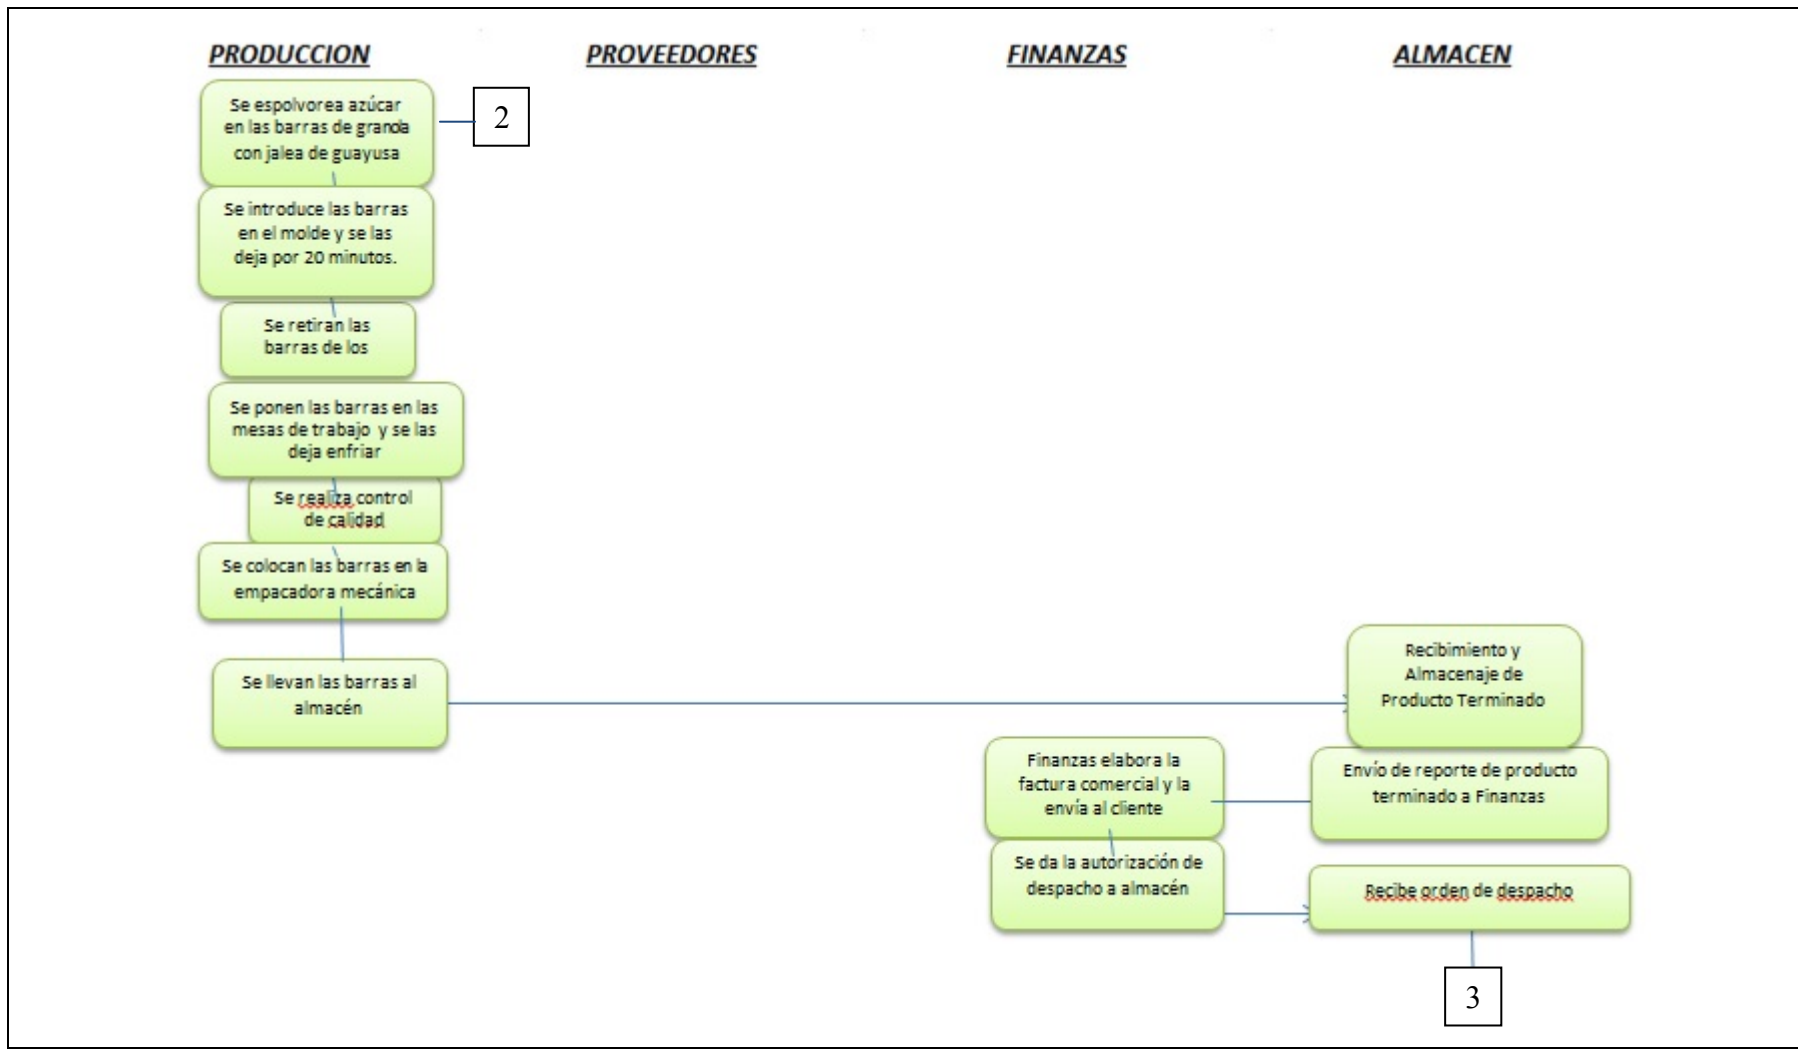 PRODUCCION
PROVEEDORES
FINANZAS
ALMACEN
Se espolvorea azúcar
en las barras de granola
con jalea de guayusa
2
Se introduce las barras
en el molde y se las
deja por 20 minutos.
Se retiran las
barras de los
Se ponen las barras en las
mesas de trabajo y se las
deja enfriar
Se realiza control
de calidad
Se colocan las barras en la
empacadora mecánica
Se llevan las barras al
almacén
Recibimiento y
Almacenaje de
Producto Terminado
Finanzas elabora la
factura comercial y la
envía al cliente
Envío de reporte de producto
terminado a Finanzas
Se da la autorización de
despacho a almacén
Recibe orden de despacho
3